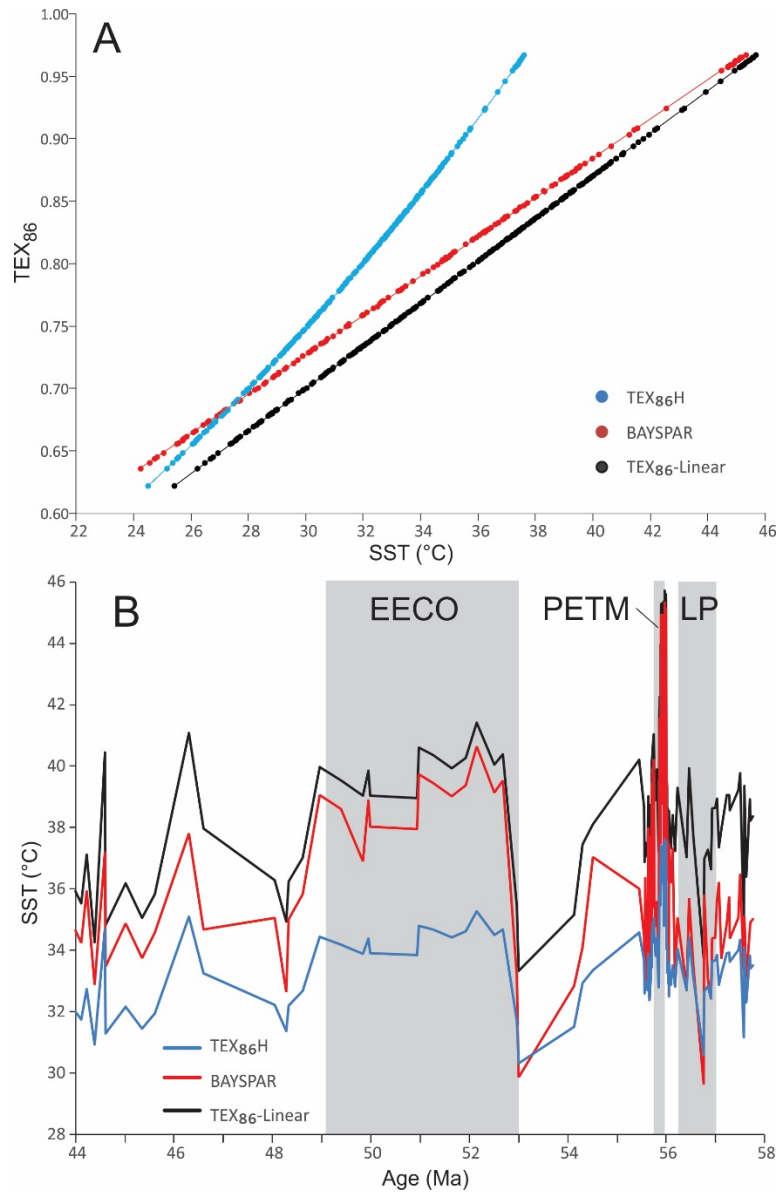 A
TEX86
1.00
0.95
0.90
0.85
0.80
0.75
0.70
0.65
0.60
22 24 26 28 30 32 34 36 38 40 42 44 46
SST (°C)
TEX86H
BAYSPAR
TEX86-Linear
B
EECO
PETM
LP
SST (°C)
46
44
42
40
38
36
34
32
30
28
TEX86H
BAYSPAR
TEX86-Linear
44 46 48 50 52 54 56 58
Age (Ma)